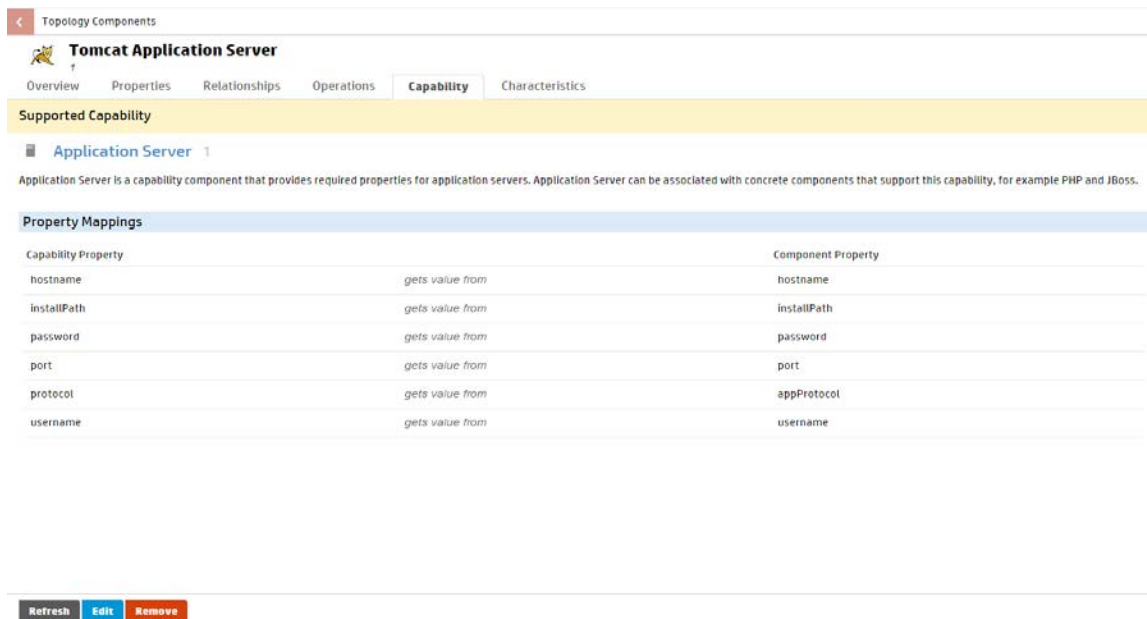 Topology Components
Tomcat Application Server
1
Overview Properties Relationships Operations Capability Characteristics
Supported Capability
Application Server 1
Application Server is a capability component that provides required properties for application servers. Application Server can be associated with concrete components that support this capability, for example PHP and JBoss.
Property Mappings
Capability Property Component Property
hostname gets value from hostname
installPath gets value from installPath
password gets value from password
port gets value from port
protocol gets value from appProtocol
username gets value from username
Refresh Edit Remove